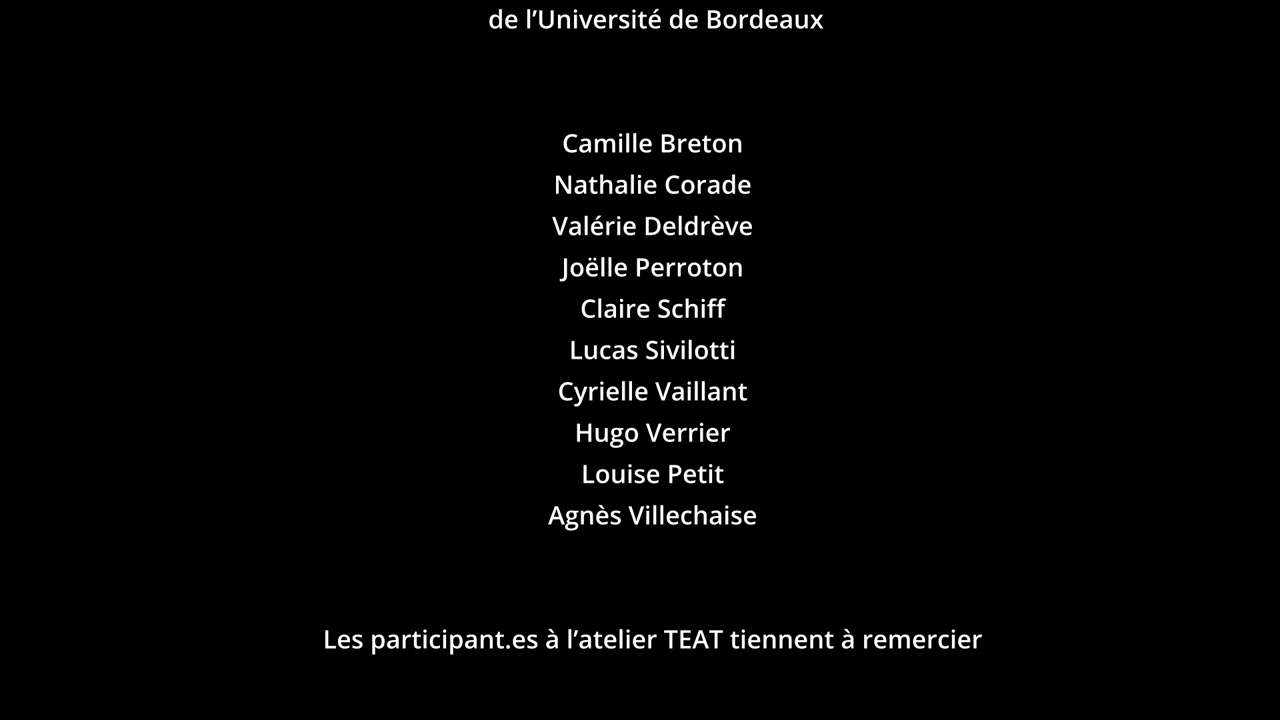 de l’Université de Bordeaux
Camille Breton
Nathalie Corade
Valérie Deldrève
Joëlle Perroton
Claire Schiff
Lucas Sivilotti
Cyrielle Vaillant
Hugo Verrier
Louise Petit
Agnès Villechaise
Les participant.es à l’atelier TEAT tiennent à remercier